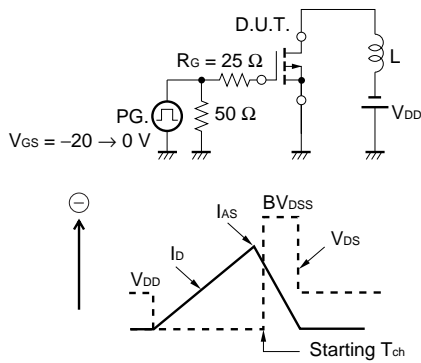 D.U.T.
RG = 25 Ω
L
PG.
50 Ω
VDD
VGS = −20 → 0 V
−
IAS
BVDSS
ID
VDS
VDD
Starting Tch